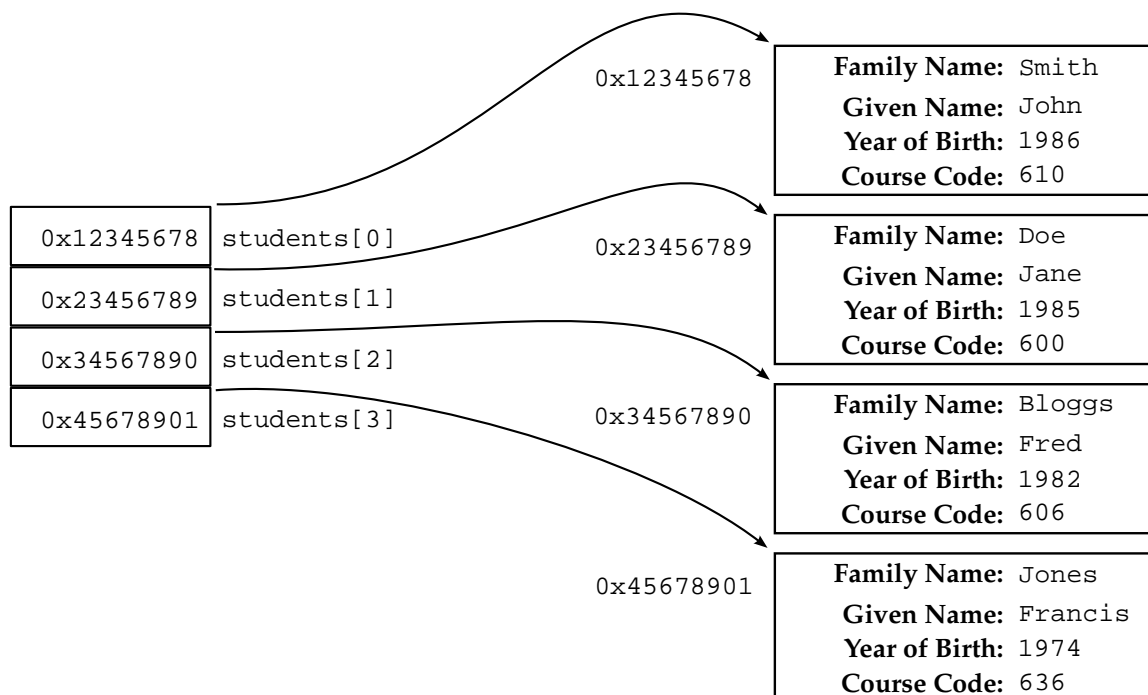 0x12345678 students[0]
0x23456789 students[1]
0x34567890 students[2]
0x45678901 students[3]
0x12345678
Family Name: Smith
Given Name: John
Year of Birth: 1986
Course Code: 610
0x23456789
Family Name: Doe
Given Name: Jane
Year of Birth: 1985
Course Code: 600
0x34567890
Family Name: Bloggs
Given Name: Fred
Year of Birth: 1982
Course Code: 606
0x45678901
Family Name: Jones
Given Name: Francis
Year of Birth: 1974
Course Code: 636